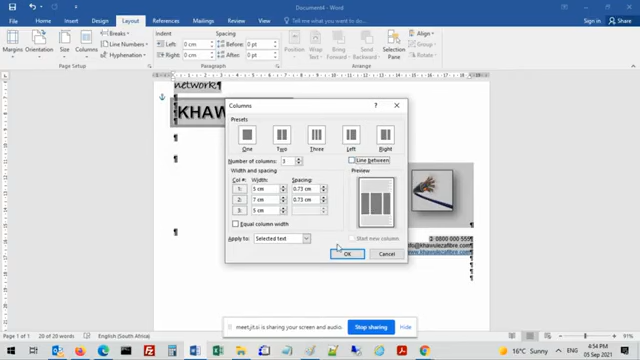 Document4 - Word
Sign in
Share
File
Home
Insert
Design
Layout
References
Mailings
Review
View
Tell me what you want to do...
Margins
Orientation
Size
Columns
Breaks
Line Numbers
Hyphenation
Page Setup
Indent
Left:
0 cm
Right:
0 cm
Spacing
Before:
0 pt
After:
0 pt
Paragraph
Position
Wrap Text
Bring Forward
Send Backward
Selection Pane
Align
Group
Rotate
Arrange
network,¶
KHAW
Columns
Presets
One
Two
Three
Left
Right
Number of columns:
3
Line between
Width and spacing
Col #:
Width:
Spacing:
1:
5 cm
0.73 cm
2:
7 cm
0.73 cm
3:
5 cm
Equal column width
Preview
Apply to:
Selected text
Start new column
OK
Cancel
0800 000 555¶
info@khawulezafibre.com¶
www.khawulezafibre.com¶
meet.jit.si is sharing your screen and audio.
Stop sharing
Hide
Page 1 of 1
20 of 20 words
English (South Africa)
91%
16°C Sunny
4:54 PM
05 Sep 2021